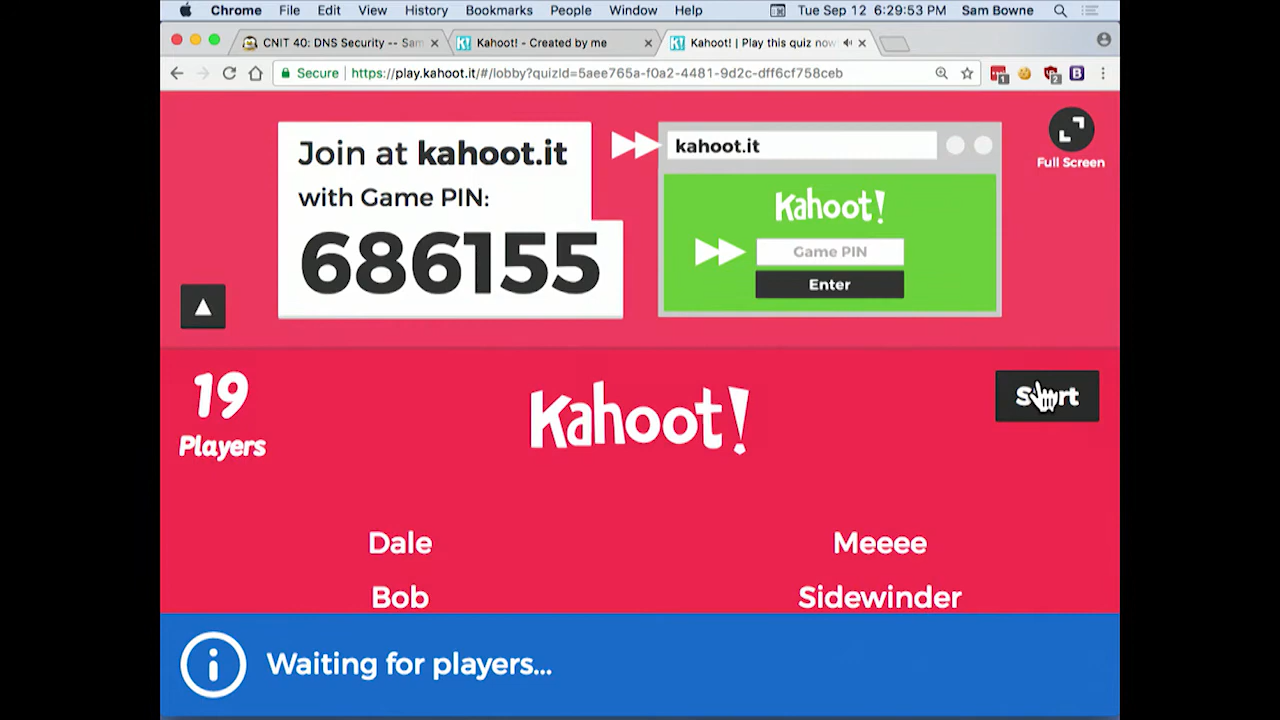 Chrome File Edit View History Bookmarks People Window Help Tue Sep 12 6:29:53 PM Sam Bowne
CNIT 40: DNS Security -- Sam Kahoot! - Created by me Kahoot! | Play this quiz now
Secure https://play.kahoot.it/#/lobby?quizId=5aee765a-f0a2-4481-9d2c-dff6cf758ceb
Join at kahoot.it
with Game PIN:
686155
kahoot.it
Kahoot!
Game PIN
Enter
Full Screen
19
Players
Kahoot!
Start
Dale Meeee
Bob Sidewinder
Waiting for players...